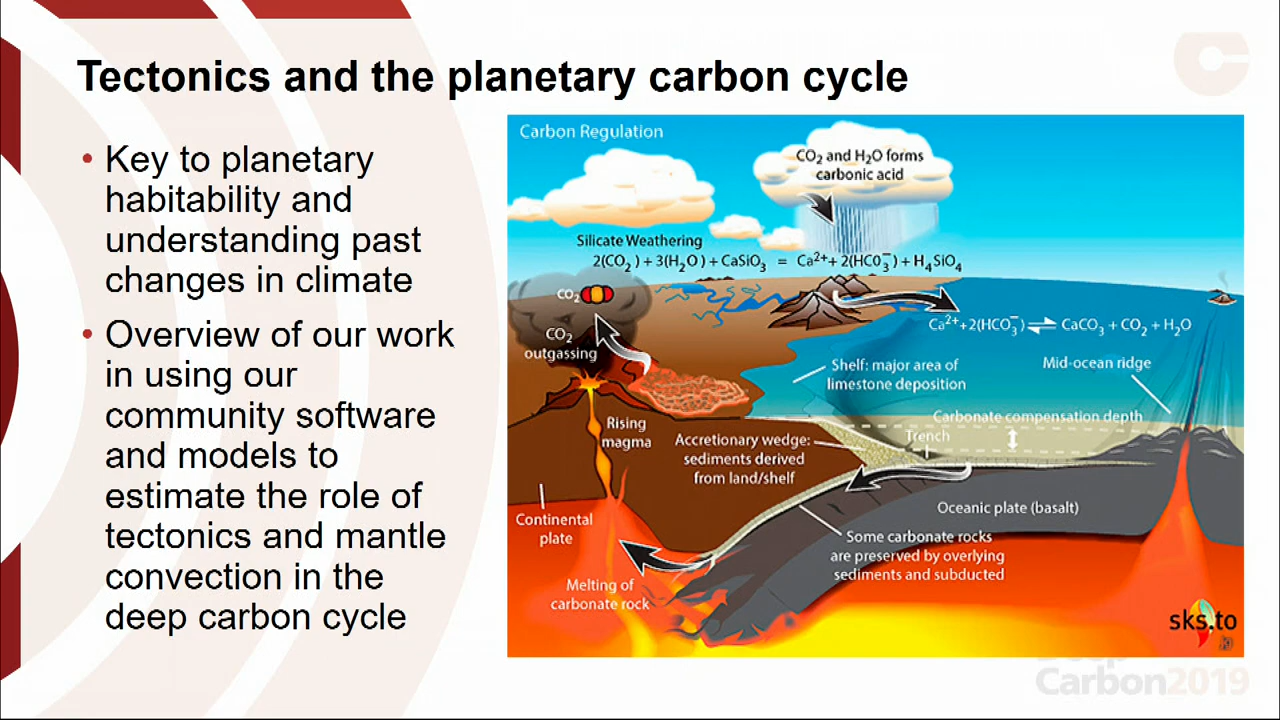 Tectonics and the planetary carbon cycle
• Key to planetary
habitability and
understanding past
changes in climate
• Overview of our work
in using our
community software
and models to
estimate the role of
tectonics and mantle
convection in the
deep carbon cycle
Carbon Regulation
CO₂ and H₂O forms
carbonic acid
Silicate Weathering
2(CO₂) + 3(H₂O) + CaSiO₃ = Ca²⁺+ 2(HCO₃⁻) + H₄SiO₄
CO₂
CO₂
outgassing
Ca²⁺+2(HCO₃⁻) ⇌ CaCO₃ + CO₂ + H₂O
Shelf: major area of
limestone deposition
Mid-ocean ridge
Carbonate compensation depth
Trench
Rising
magma
Accretionary wedge:
sediments derived
from land/shelf
Continental
plate
Oceanic plate (basalt)
Some carbonate rocks
are preserved by overlying
sediments and subducted
Melting of
carbonate rock
sks.to
Deep
Carbon2019